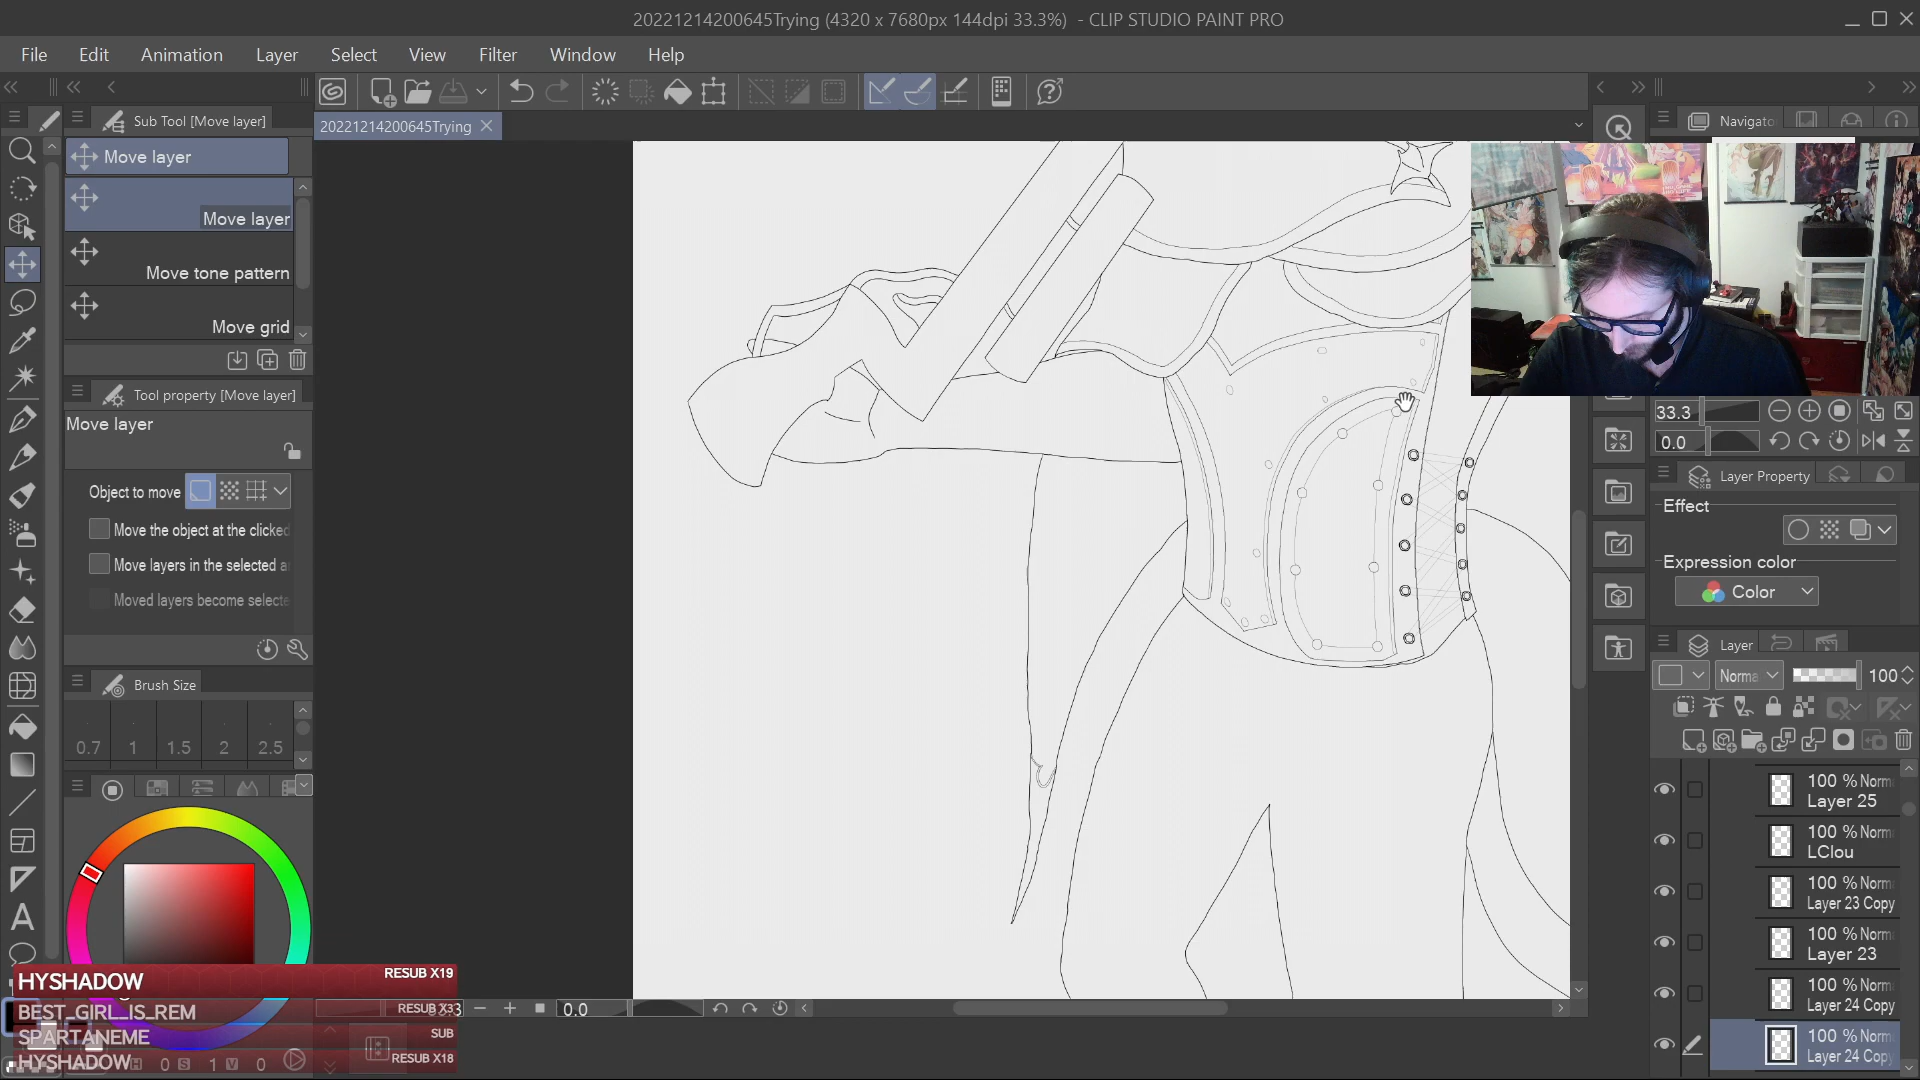 20221214200645Trying (4320 x 7680px 144dpi 33.3%)  - CLIP STUDIO PAINT PRO
File Edit Animation Layer Select View Filter Window Help
Sub Tool [Move layer]
20221214200645Trying
Navigato
Move layer
Move layer
Move tone pattern
Move grid
Tool property [Move layer]
Move layer
Object to move
Move the object at the clicked
Move layers in the selected a
Moved layers become selecte
Brush Size
0.7 1 1.5 2 2.5
33.3
0.0
Layer Property
Effect
Expression color
Color
Layer
Norma 100
100 % Norm
Layer 25
100 % Norm
LClou
100 % Norm
Layer 23 Copy
100 % Norm
Layer 23
100 % Norm
Layer 24 Copy
100 % Norm
Layer 24 Copy
HYSHADOW RESUB X19
BEST_GIRL_IS_REM RESUB X3
SPARTANEME SUB
HYSHADOW RESUB X18
0.0
H 0 S 1 V 0